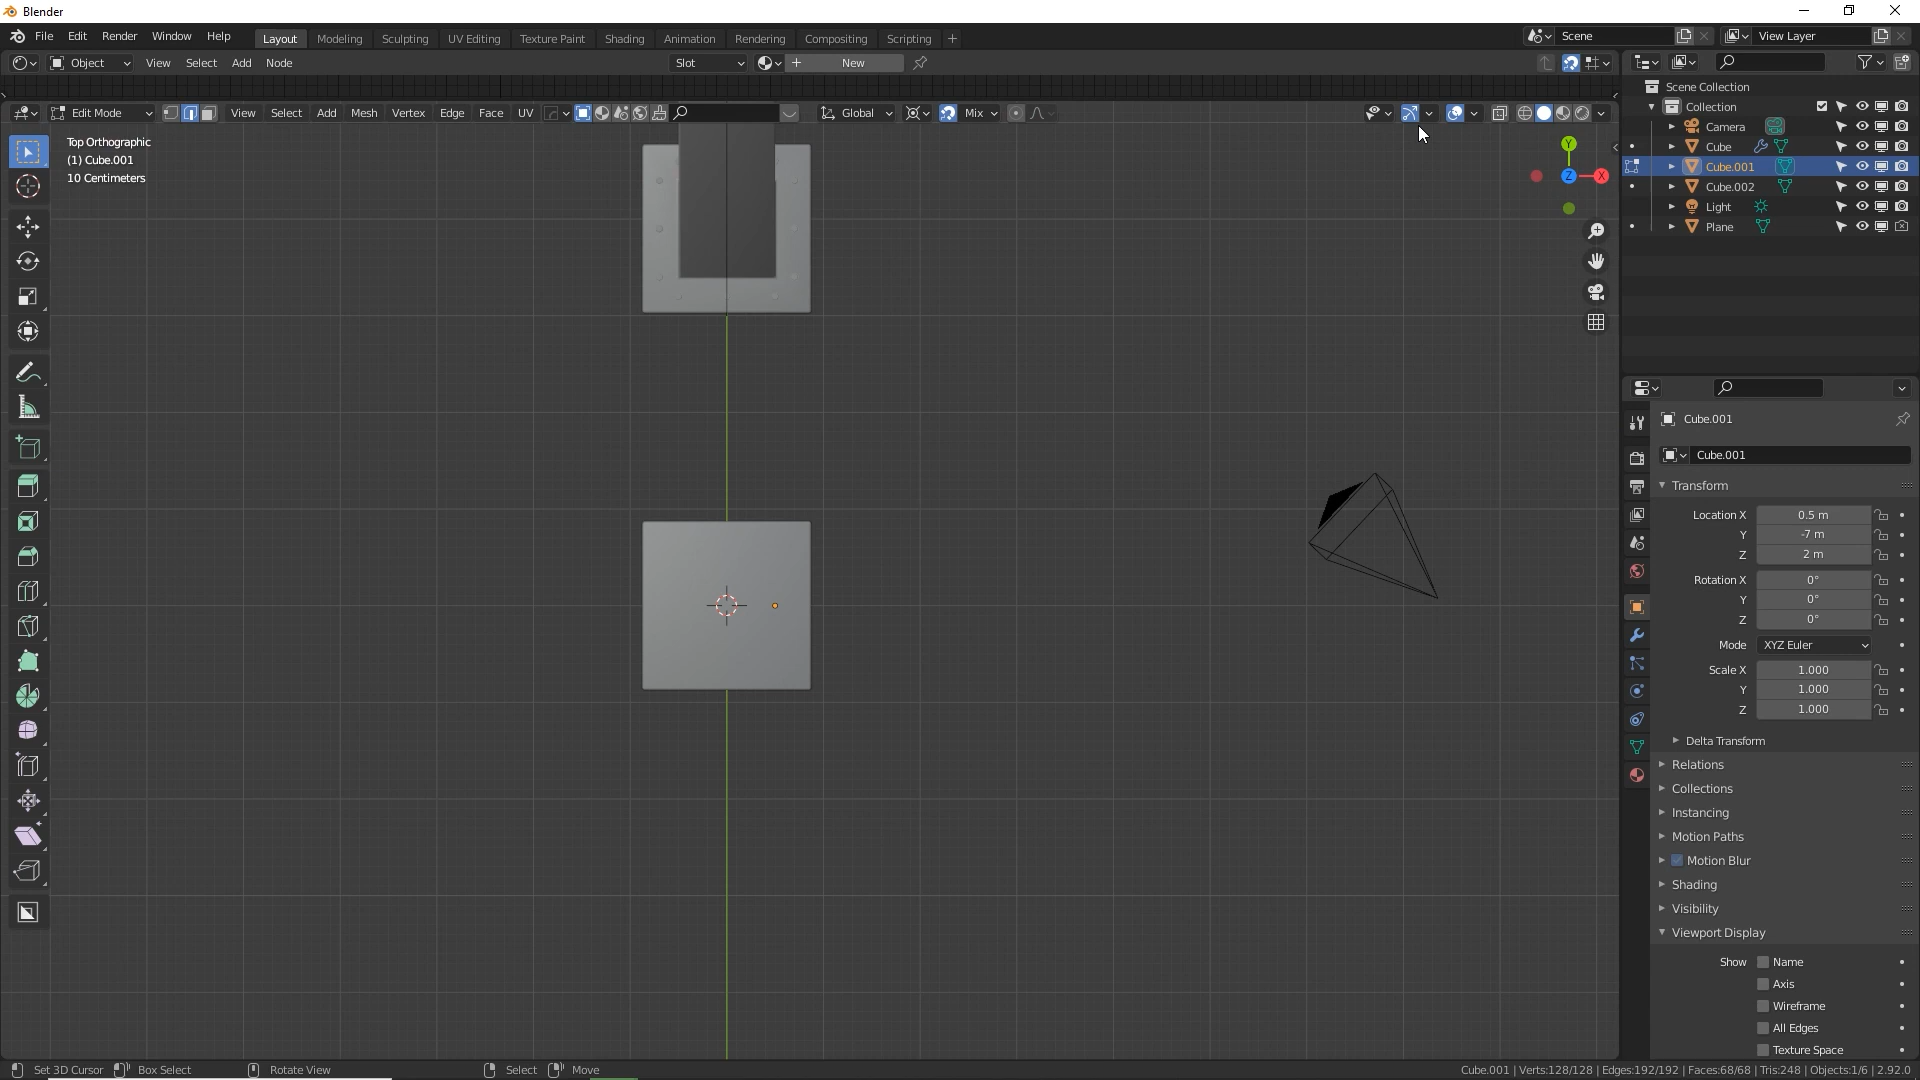 Blender
File Edit Render Window Help Layout Modeling Sculpting UV Editing Texture Paint Shading Animation Rendering Compositing Scripting + Scene View Layer
Object View Select Add Node Slot New
Edit Mode View Select Add Mesh Vertex Edge Face UV Global Mix
Top Orthographic
(1) Cube.001
10 Centimeters
Y
Z X
Scene Collection
Collection
Camera
Cube
Cube.001
Cube.002
Light
Plane
Cube.001
Cube.001
Transform
Location X 0.5 m
Y -7 m
Z 2 m
Rotation X 0°
Y 0°
Z 0°
Mode XYZ Euler
Scale X 1.000
Y 1.000
Z 1.000
Delta Transform
Relations
Collections
Instancing
Motion Paths
Motion Blur
Shading
Visibility
Viewport Display
Show Name
Axis
Wireframe
All Edges
Texture Space
Set 3D Cursor Box Select Rotate View Select Move Cube.001 | Verts:128/128 | Edges:192/192 | Faces:68/68 | Tris:248 | Objects:1/6 | 2.92.0